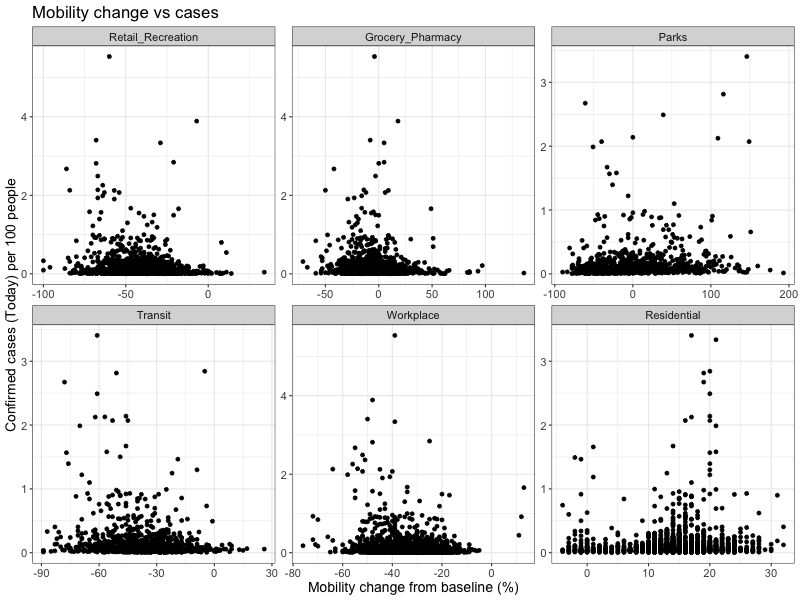 Mobility change vs cases
Retail_Recreation
Grocery_Pharmacy
Parks
4
2
0
-100 -50 0
-50 0 50 100
3
2
1
0
-100 0 100 200
Transit
Workplace
Residential
3
2
1
0
-90 -60 -30 0 30
4
2
0
-80 -60 -40 -20 0
3
2
1
0
0 10 20 30
Confirmed cases (Today) per 100 people
Mobility change from baseline (%)